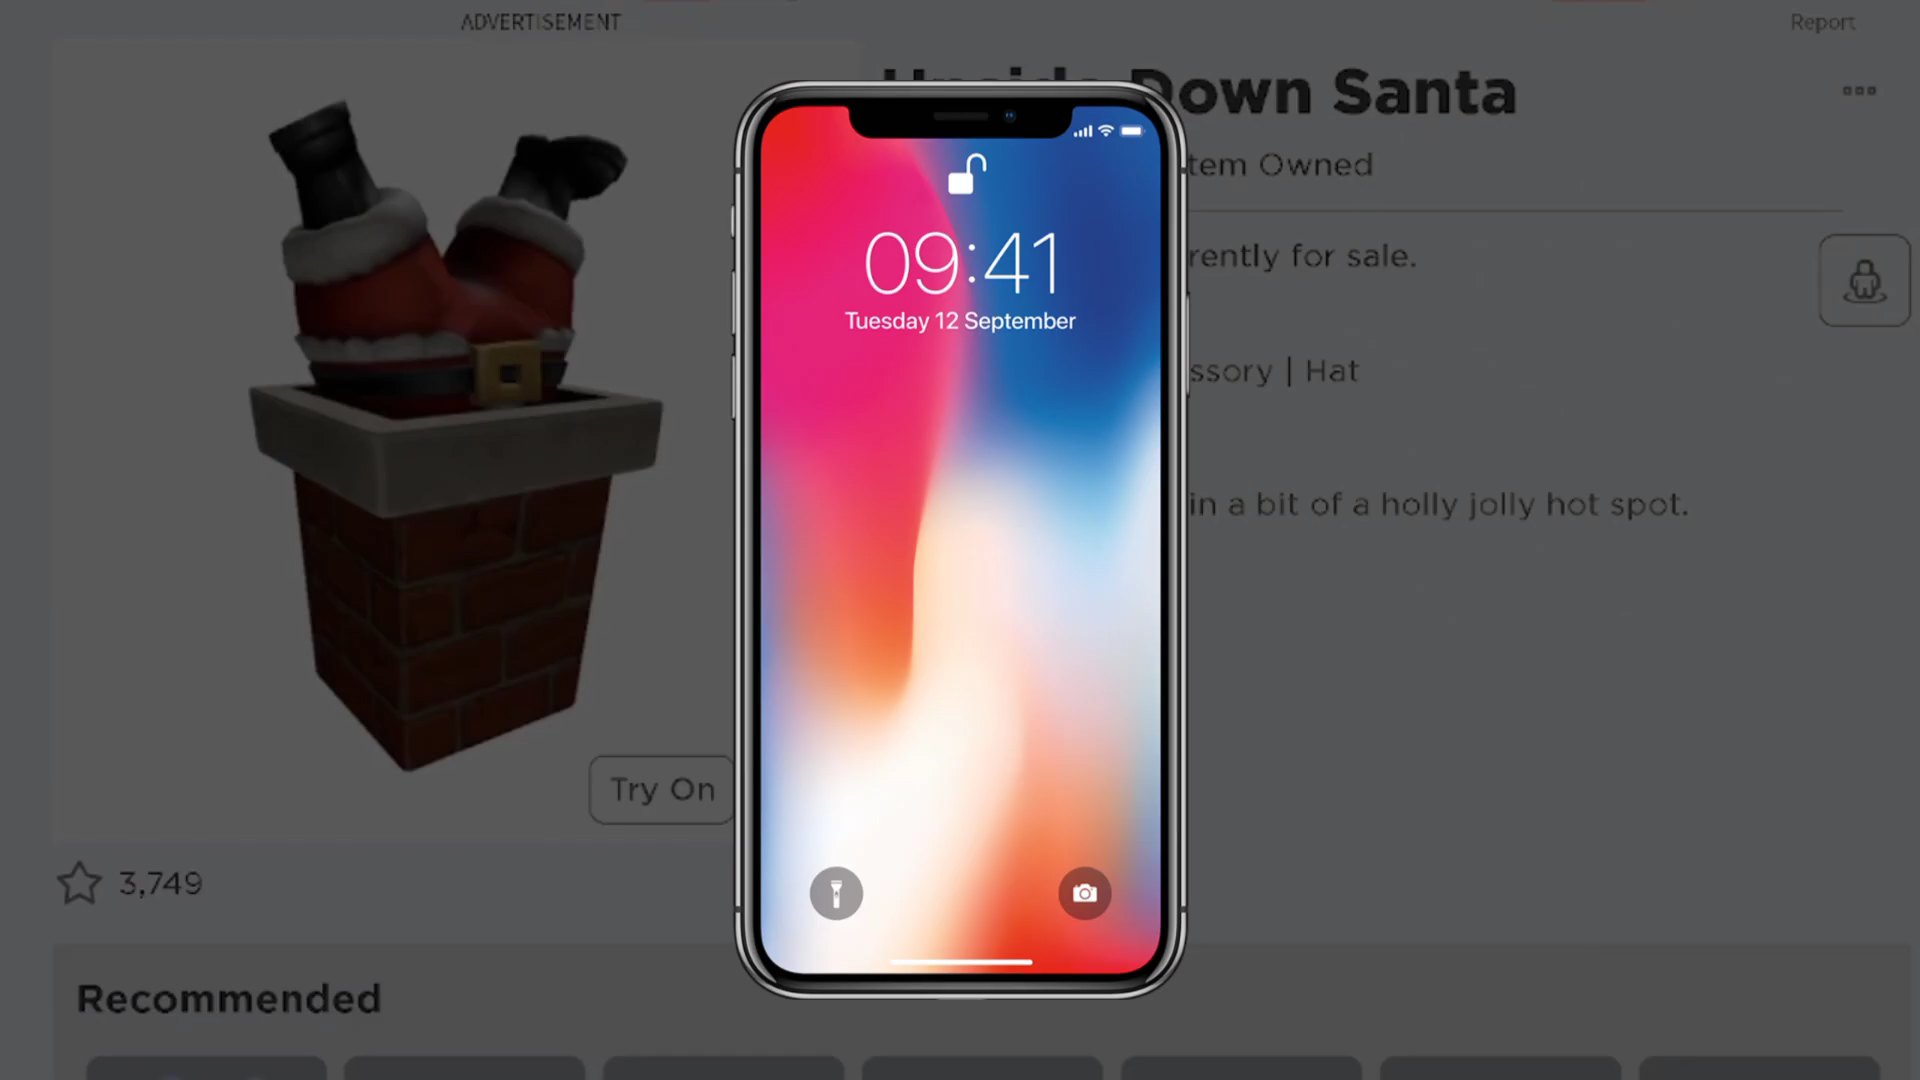 ADVERTISEMENT
Report
Down Santa
tem Owned
rently for sale.
ssory | Hat
in a bit of a holly jolly hot spot.
09:41
Tuesday 12 September
Try On
3,749
Recommended